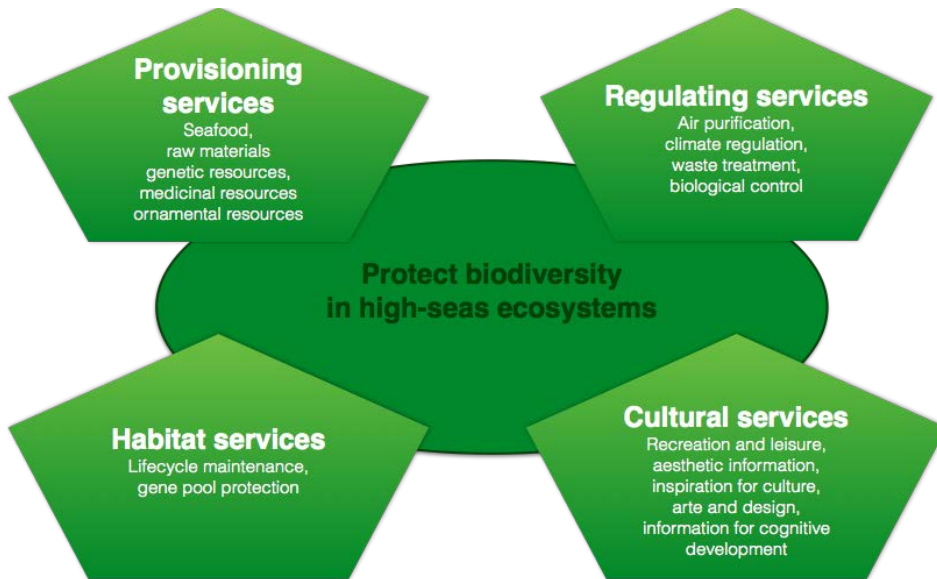 Provisioning
services
Seafood,
raw materials
genetic resources,
medicinal resources
ornamental resources
Regulating services
Air purification,
climate regulation,
waste treatment,
biological control
Protect biodiversity
in high-seas ecosystems
Habitat services
Lifecycle maintenance,
gene pool protection
Cultural services
Recreation and leisure,
aesthetic information,
inspiration for culture,
arte and design,
information for cognitive
development